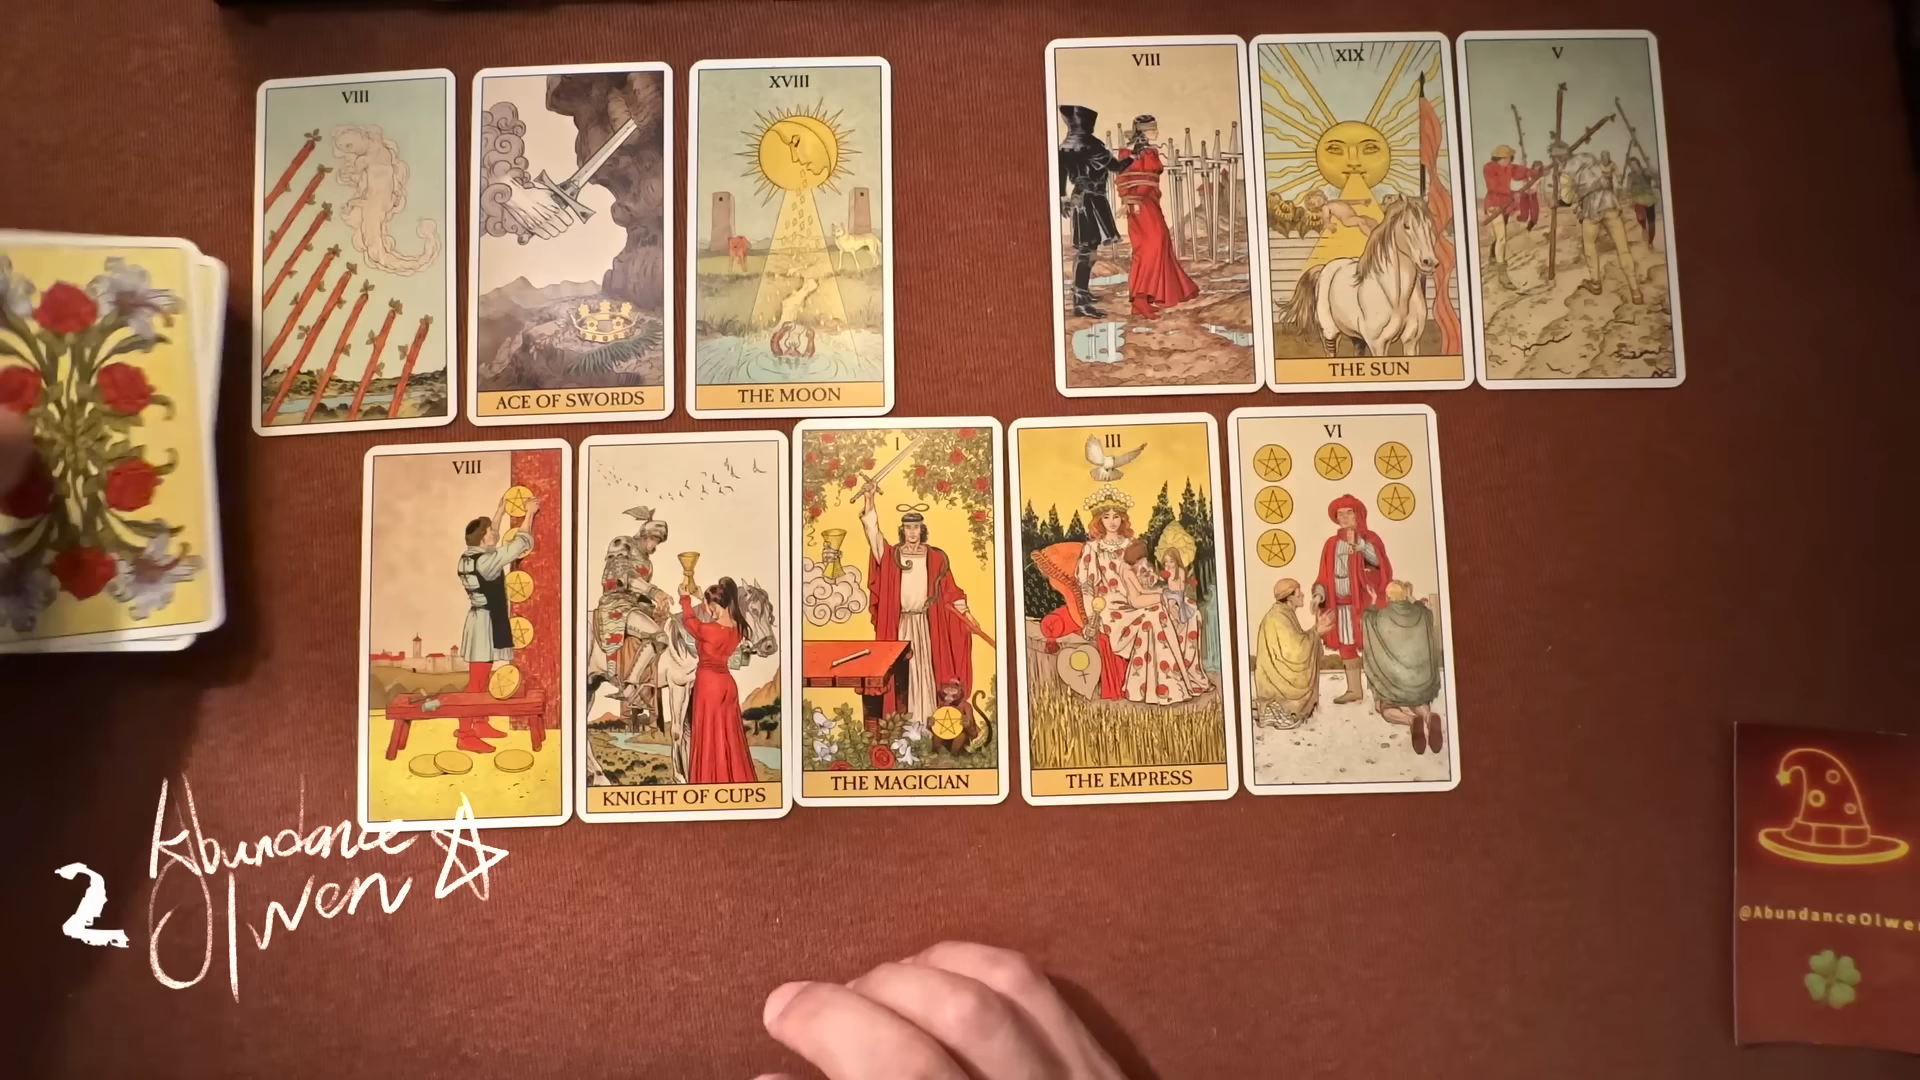 VIII
ACE OF SWORDS
XVIII
THE MOON
VIII
XIX
THE SUN
V
VIII
KNIGHT OF CUPS
I
THE MAGICIAN
III
THE EMPRESS
VI
2
Abundance
Olwen
@AbundanceOlwe